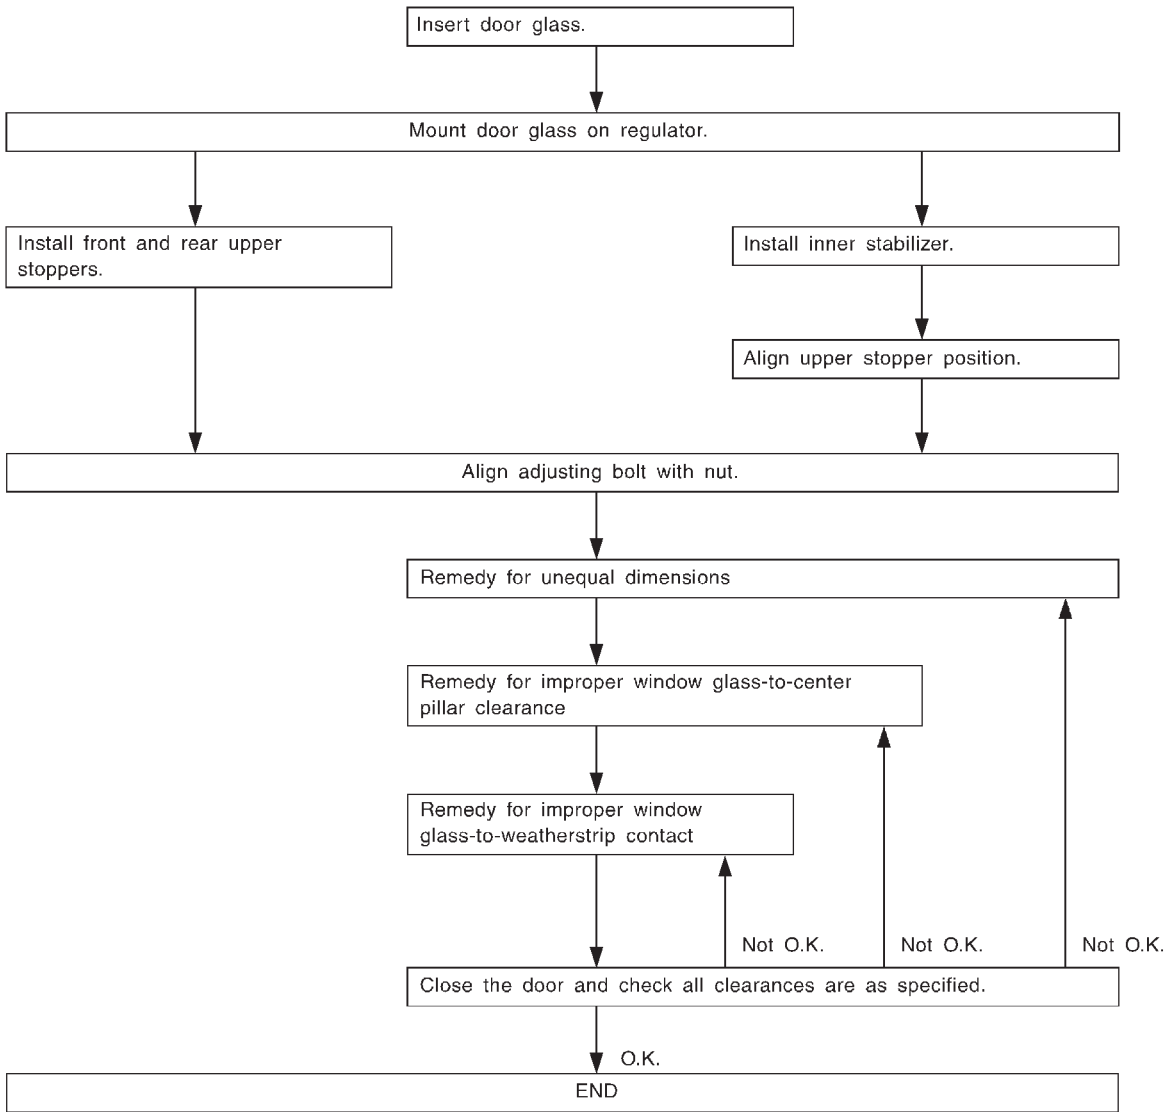 Insert door glass.
Mount door glass on regulator.
Install front and rear upper
stoppers.
Install inner stabilizer.
Align upper stopper position.
Align adjusting bolt with nut.
Remedy for unequal dimensions
Remedy for improper window glass-to-center
pillar clearance
Remedy for improper window
glass-to-weatherstrip contact
Not O.K.
Not O.K.
Not O.K.
Close the door and check all clearances are as specified.
O.K.
END